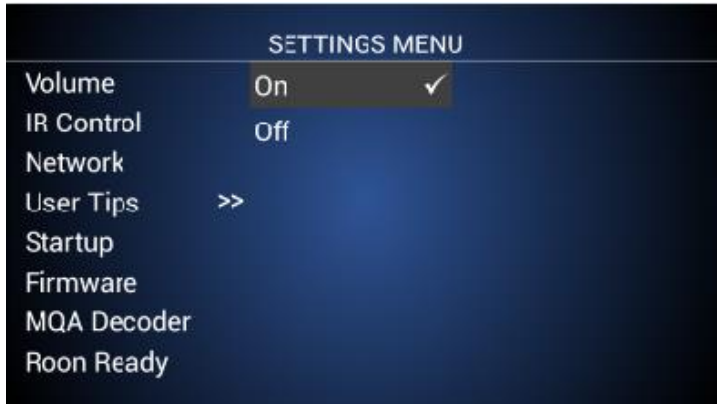 SETTINGS MENU
Volume
On ✓
IR Control
Off
Network
User Tips >>
Startup
Firmware
MQA Decoder
Roon Ready